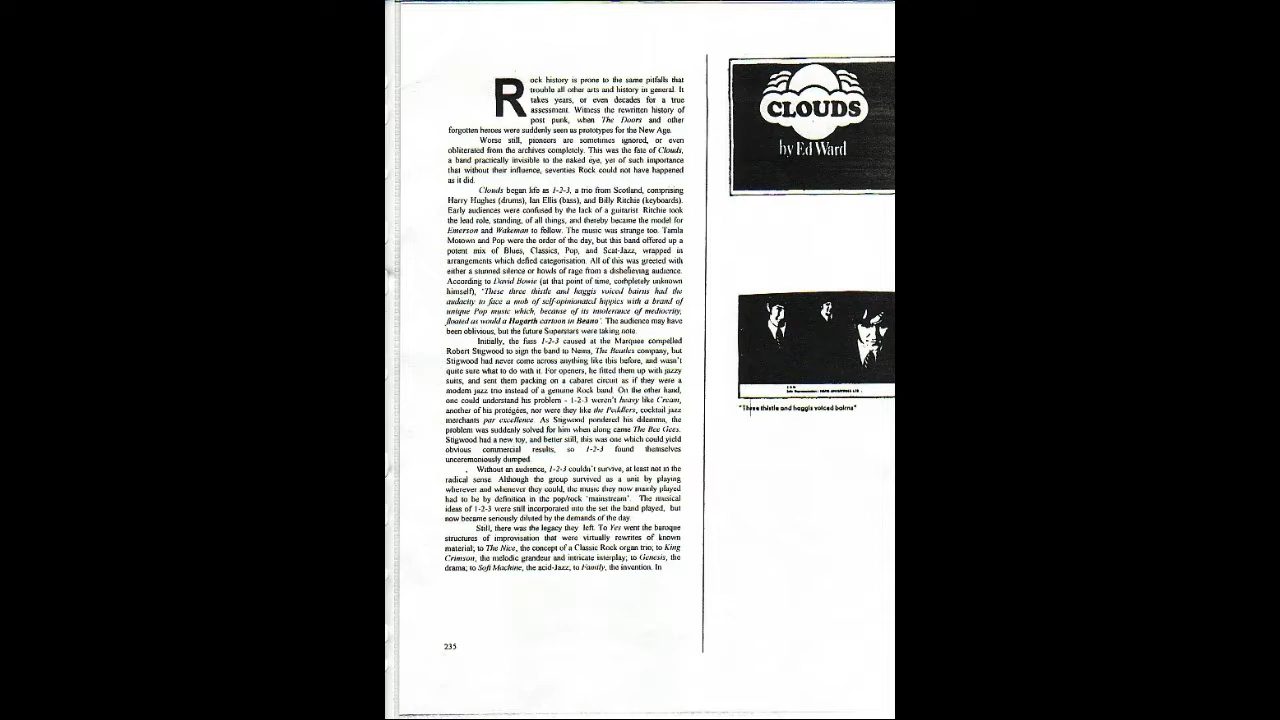 Rock history is prone to the same pitfalls that
trouble all other arts and history in general. It
takes years, or even decades for a true
assessment. Witness the rewritten history of
post punk, when The Doors and other
forgotten heroes were suddenly seen as prototypes for the New Age.
Worse still, pioneers are sometimes ignored, or even
obliterated from the archives completely. This was the fate of Clouds,
a band practically invisible to the naked eye, yet of such importance
that without their influence, seventies Rock could not have happened
as it did.
Clouds began life as 1-2-3, a trio from Scotland, comprising
Harry Hughes (drums), Ian Ellis (bass), and Billy Ritchie (keyboards).
Early audiences were confused by the lack of a guitarist. Ritchie took
the lead role, standing, of all things, and thereby became the model for
Emerson and Wakeman to follow. The music was strange too. Tamla
Motown and Pop were the order of the day, but this band offered up a
potent mix of Blues, Classics, Pop, and Scat-Jazz, wrapped in
arrangements which defied categorisation. All of this was greeted with
either a stunned silence or howls of rage from a disbelieving audience.
According to David Bowie (at that point of time, completely unknown
himself), 'These three thistle and haggis voiced bairns had the
audacity to face a mob of self-opinionated hippies with a brand of
unique Pop music which, because of its intolerance of mediocrity,
floated as would a Hogarth cartoon in Beano'. The audience may have
been oblivious, but the future Superstars were taking note.
Initially, the fuss 1-2-3 caused at the Marquee compelled
Robert Stigwood to sign the band to Nems, The Beatles company, but
Stigwood had never come across anything like this before, and wasn't
quite sure what to do with it. For openers, he fitted them up with jazzy
suits, and sent them packing on a cabaret circuit as if they were a
modern jazz trio instead of a genuine Rock band. On the other hand,
one could understand his problem - 1-2-3 weren't heavy like Cream,
another of his protégées, nor were they like the Peddlers, cocktail jazz
merchants par excellence. As Stigwood pondered his dilemma, the
problem was suddenly solved for him when along came The Bee Gees.
Stigwood had a new toy, and better still, this was one which could yield
obvious commercial results, so 1-2-3 found themselves
unceremoniously dumped.
Without an audience, 1-2-3 couldn't survive, at least not in the
radical sense. Although the group survived as a unit by playing
wherever and whenever they could, the music they now mainly played
had to be by definition in the pop/rock 'mainstream'. The musical
ideas of 1-2-3 were still incorporated into the set the band played, but
now became seriously diluted by the demands of the day.
Still, there was the legacy they left. To Yes went the baroque
structures of improvisation that were virtually rewrites of known
material; to The Nice, the concept of a Classic Rock organ trio; to King
Crimson, the melodic grandeur and intricate interplay; to Genesis, the
drama; to Soft Machine, the acid-Jazz; to Family, the invention. In
235
CLOUDS
by Ed Ward
"Three thistle and haggis voiced bairns"